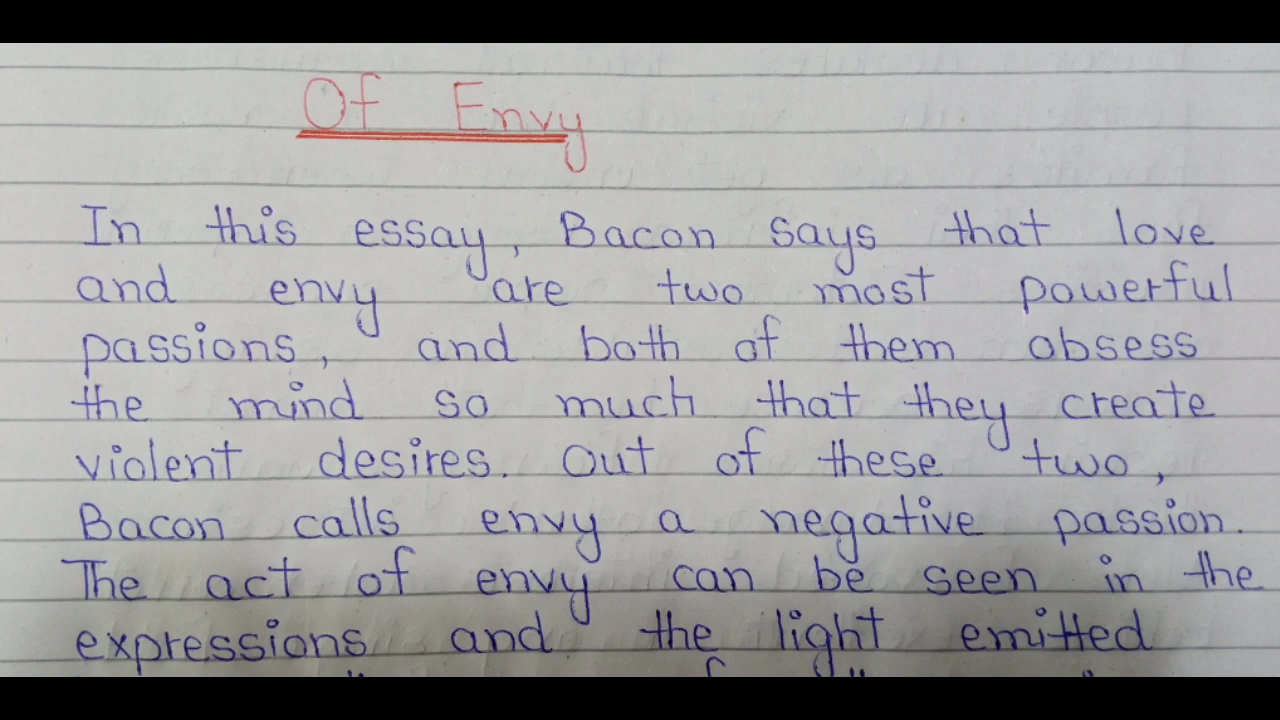 Of Envy
In this essay, Bacon says that love
and envy are two most powerful
passions, and both of them obsess
the mind so much that they create
violent desires. Out of these two,
Bacon calls envy a negative passion.
The act of envy can be seen in the
expressions and the light emitted